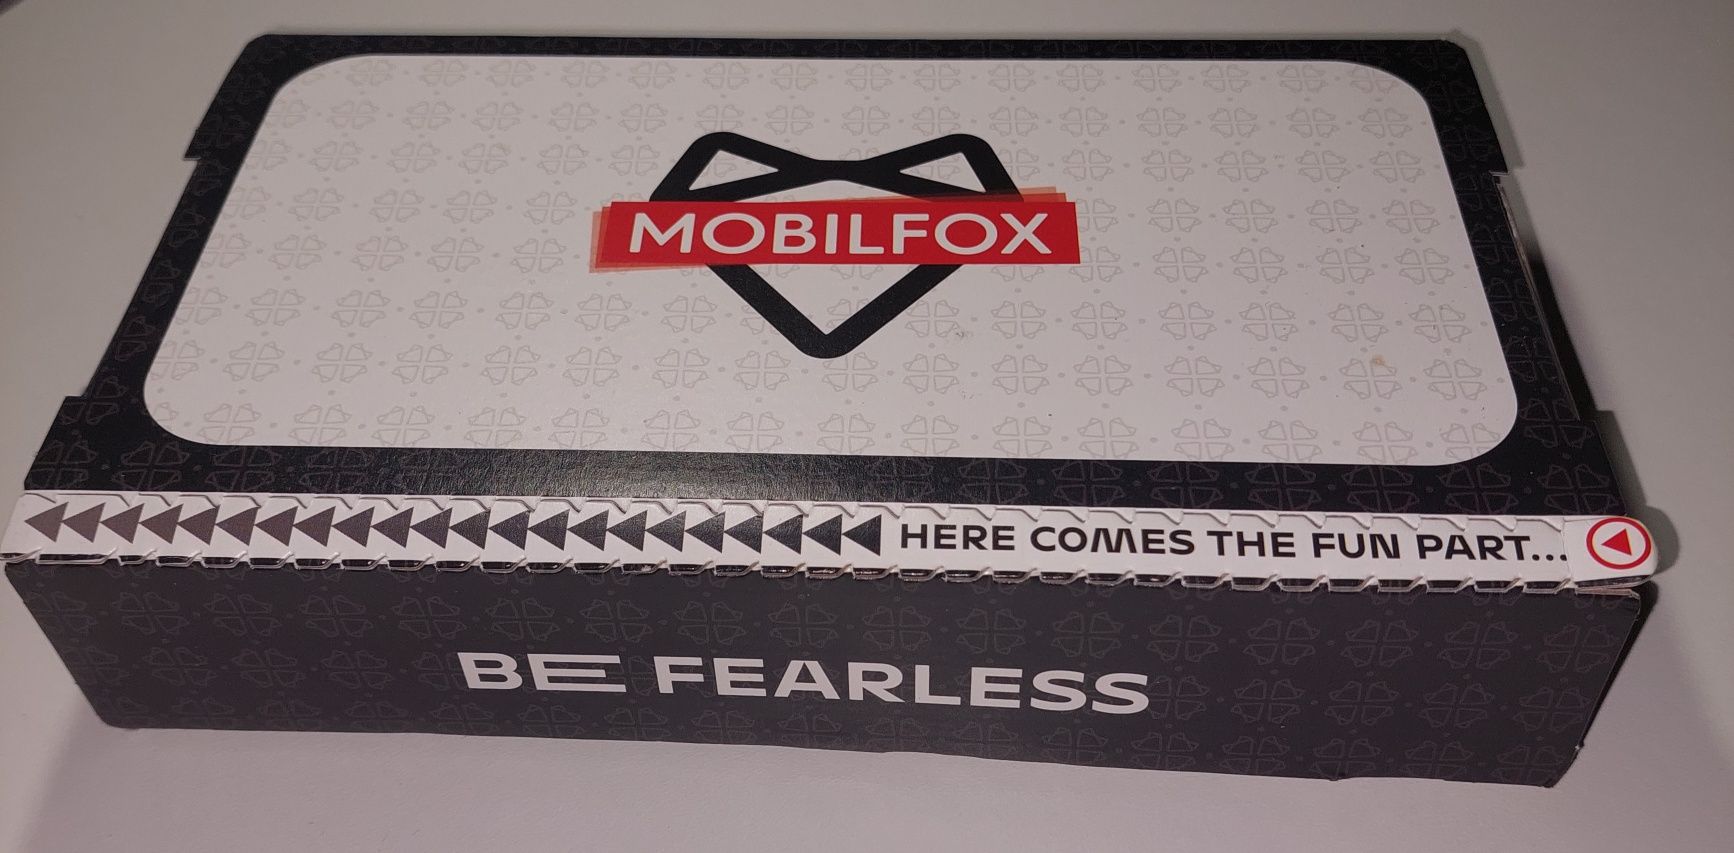 MOBILFOX
HERE COMES THE FUN PART...
BE FEARLESS